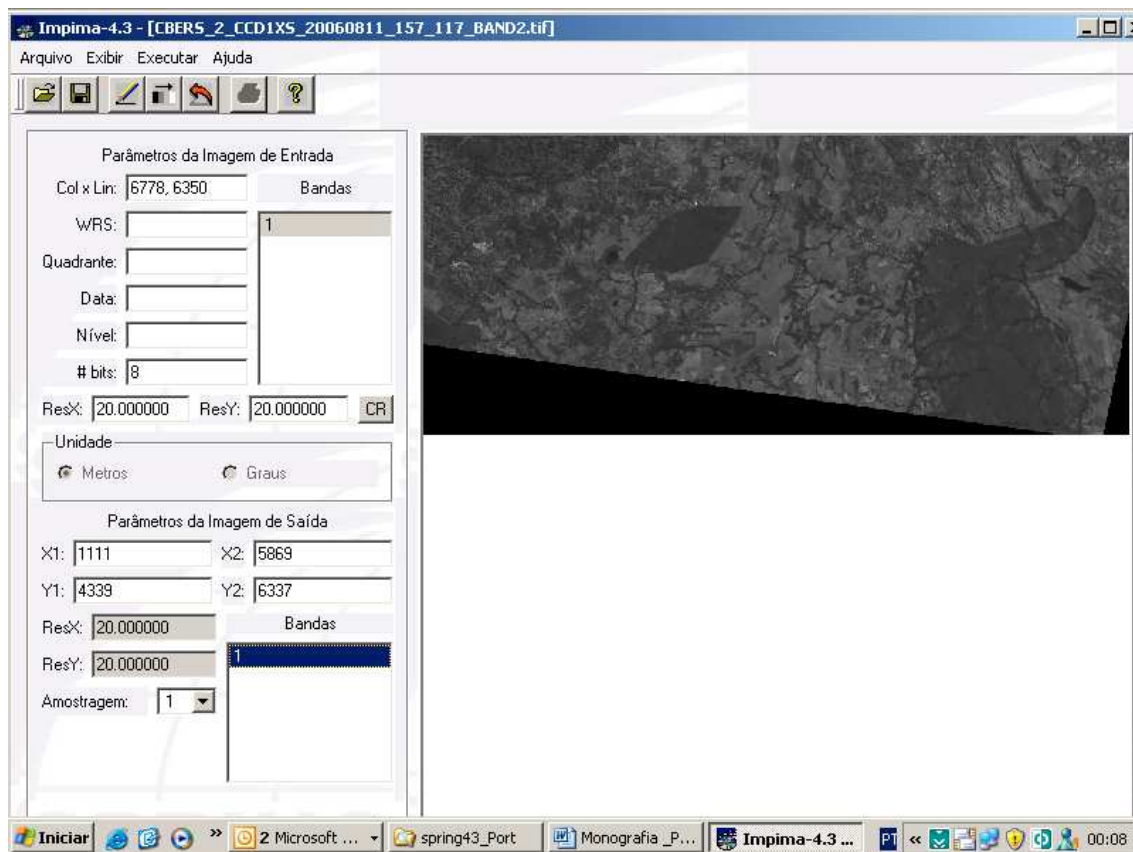 Impima-4.3 - [CBERS_2_CCD1XS_20060811_157_117_BAND2.tif]
Arquivo Exibir Executar Ajuda
Parâmetros da Imagem de Entrada
Col x Lin: 6778, 6350 Bandas
WRS: 1
Quadrante:
Data:
Nível:
# bits: 8
ResX: 20.000000 ResY: 20.000000 CR
Unidade
Metros Graus
Parâmetros da Imagem de Saída
X1: 1111 X2: 5869
Y1: 4339 Y2: 6337
ResX: 20.000000 Bandas
ResY: 20.000000 1
Amostragem: 1
Iniciar » 2 Microsoft ... spring43_Port Monografia _P... Impima-4.3 ... PT « 00:08